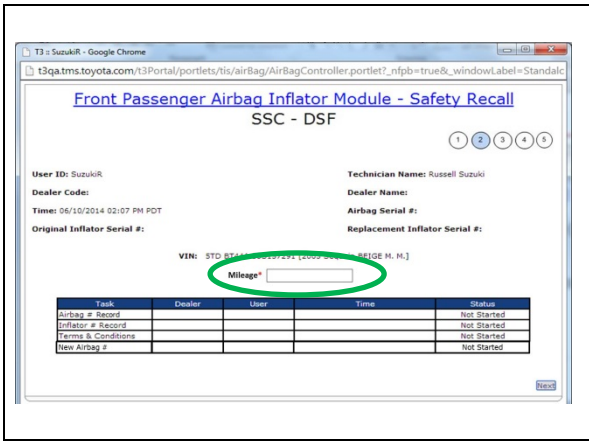 T3 :: SuzukiR - Google Chrome
t3qa.tms.toyota.com/t3Portal/portlets/tis/airBag/AirBagController.portlet?_nfpb=true&_windowLabel=Standalc
Front Passenger Airbag Inflator Module - Safety Recall
SSC - DSF
1 2 3 4 5
User ID: SuzukiR Technician Name: Russell Suzuki
Dealer Code: Dealer Name:
Time: 06/10/2014 02:07 PM PDT Airbag Serial #:
Original Inflator Serial #: Replacement Inflator Serial #:
VIN: 5TD BEIGE M. M.]
Mileage*
Task Dealer User Time Status
Airbag # Record Not Started
Inflator # Record Not Started
Terms & Conditions Not Started
New Airbag # Not Started
Next